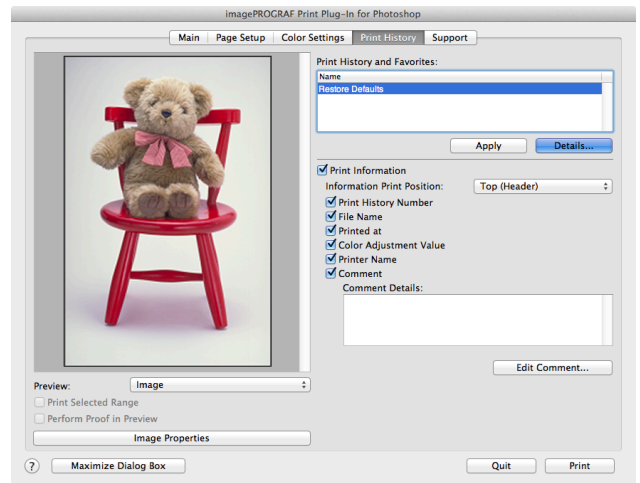 imagePROGRAF Print Plug-In for Photoshop
Main Page Setup Color Settings Print History Support
Print History and Favorites:
Name
Restore Defaults
Apply Details...
Print Information
Information Print Position: Top (Header)
Print History Number
File Name
Printed at
Color Adjustment Value
Printer Name
Comment
Comment Details:
Edit Comment...
Preview: Image
Print Selected Range
Perform Proof in Preview
Image Properties
? Maximize Dialog Box Quit Print